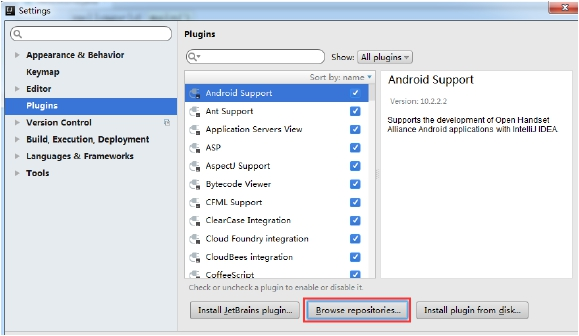 Settings
Plugins
Show: All plugins
Appearance & Behavior
Keymap
Editor
Plugins
Version Control
Build, Execution, Deployment
Languages & Frameworks
Tools
Sort by: name
Android Support
Ant Support
Application Servers View
ASP
AspectJ Support
Bytecode Viewer
CFML Support
ClearCase Integration
Cloud Foundry integration
CloudBees integration
CoffeeScript
Android Support
Version: 10.2.2.2
Supports the development of Open Handset
Alliance Android applications with IntelliJ IDEA.
Check or uncheck a plugin to enable or disable it.
Install JetBrains plugin...
Browse repositories...
Install plugin from disk...